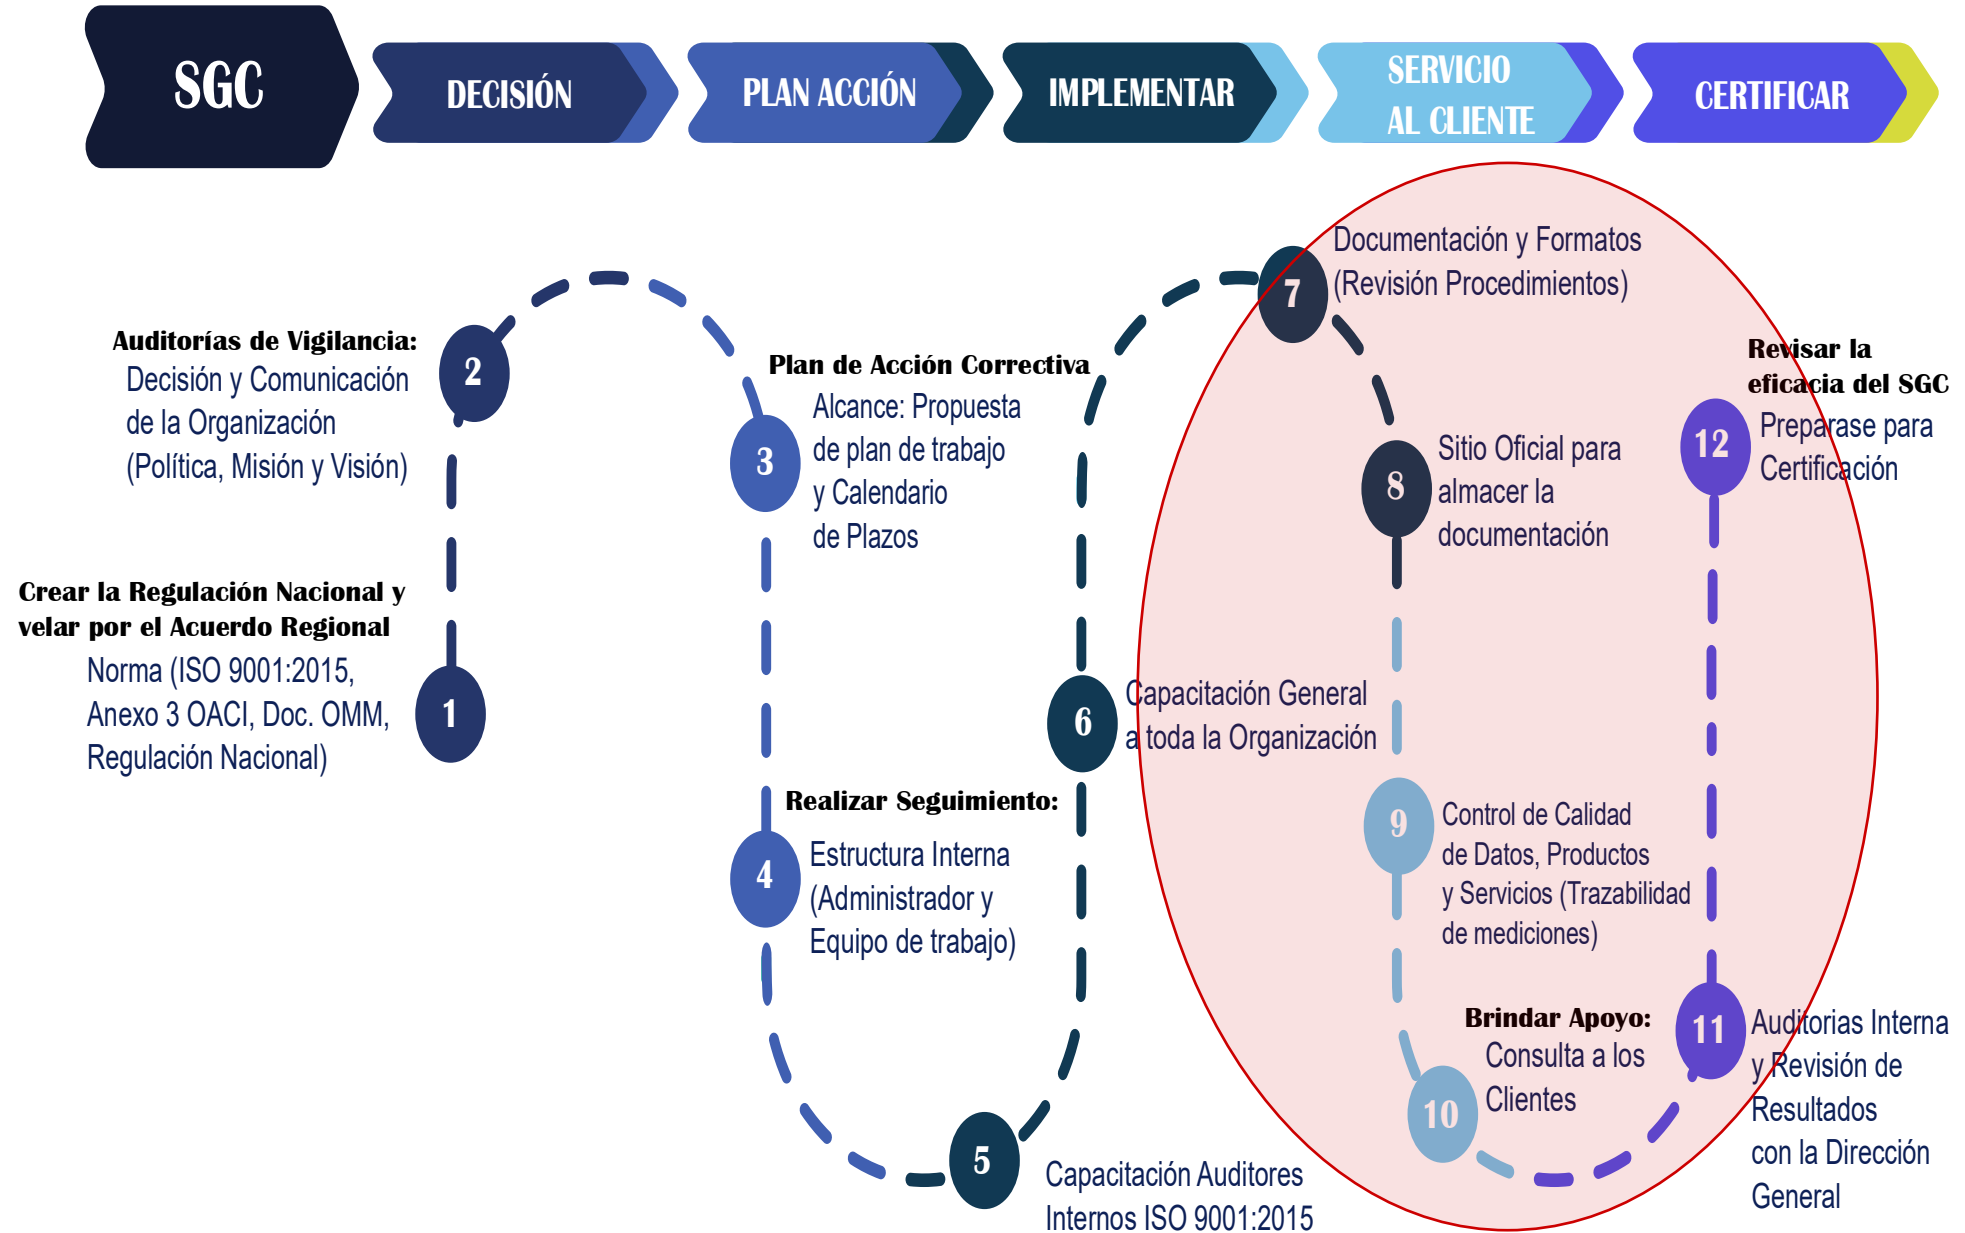 SGC
DECISIÓN
PLAN ACCIÓN
IMPLEMENTAR
SERVICIO
AL CLIENTE
CERTIFICAR
Crear la Regulación Nacional y
velar por el Acuerdo Regional
Norma (ISO 9001:2015,
Anexo 3 OACI, Doc. OMM,
Regulación Nacional)
1
Auditorías de Vigilancia:
Decisión y Comunicación
de la Organización
(Política, Misión y Visión)
2
Plan de Acción Correctiva
3
Alcance: Propuesta
de plan de trabajo
y Calendario
de Plazos
Realizar Seguimiento:
4
Estructura Interna
(Administrador y
Equipo de trabajo)
5
Capacitación Auditores
Internos ISO 9001:2015
6
Capacitación General
a toda la Organización
7
Documentación y Formatos
(Revisión Procedimientos)
8
Sitio Oficial para
almacer la
documentación
9
Control de Calidad
de Datos, Productos
y Servicios (Trazabilidad
de mediciones)
Brindar Apoyo:
10
Consulta a los
Clientes
11
Auditorias Interna
y Revisión de
Resultados
con la Dirección
General
Revisar la
eficacia del SGC
12
Preparase para
Certificación